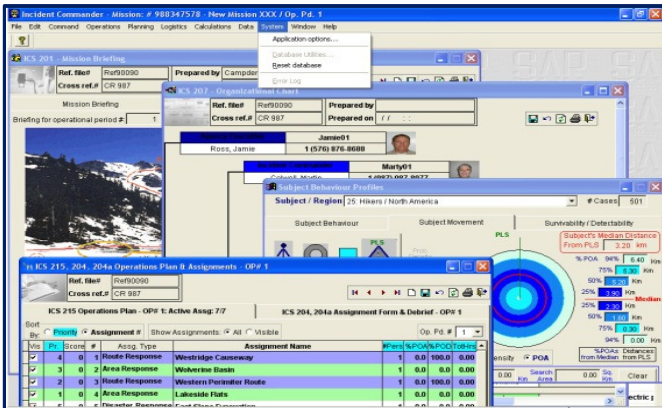 Incident Commander - Mission: # 988347578 - New Mission XXX / Op. Pd. 1
File Edit Command Operations Planning Logistics Calculations Data System Window Help
Application options...
Database Utilities...
Reset database
Error Log
ICS 201 - Mission Briefing
Ref. file# Ref90090 Prepared by Campder
Cross ref.# CR 987
Mission Briefing
Briefing for operational period #: 1
ICS 207 - Organizational Chart
Ref. file# Ref90090 Prepared by
Cross ref.# CR 987 Prepared on / / : :
Jamie01
Ross, Jamie 1 (576) 876-8688
Marty01
Subject Behaviour Profiles
Subject / Region 25: Hikers / North America # Cases 501
Subject Behaviour Subject Movement Survivability / Detectability
PLS
PLS
Subject's Median Distance
From PLS 3.20 km
%POA 94% 6.40 Km
75% 6.30 Km
50% 5.20 Km
25% 3.90 Km
Median
25% 2.30 Km
50% 1.60 Km
75% 0.30 Km
94% 0.00 Km
%POAs from Median Distances from PLS
ensity POA
0.00 Km Search Area 0.00 Sq. Km Clear
ICS 215, 204, 204a Operations Plan & Assignments - OP# 1
Ref. file# Ref90090
Cross ref.# CR 987
ICS 215 Operations Plan - OP# 1: Active Assg: 7/7 ICS 204, 204a Assignment Form & Debrief - OP# 1
Sort By: Priority Assignment # Show Assignments: All Visible Op. Pd. # 1
Vis Pr. Score # Assg. Type Assignment Name #Pers %POA %POD TotHrs
4 0 1 Route Response Westridge Causeway 1 0.0 100.0 0.00
3 0 2 Area Response Wolverine Basin 1 0.0 0.0 0.00
2 0 3 Route Response Western Perimiter Route 1 0.0 100.0 0.00
1 0 4 Area Response Lakeside Flats 1 0.0 0.0 0.00